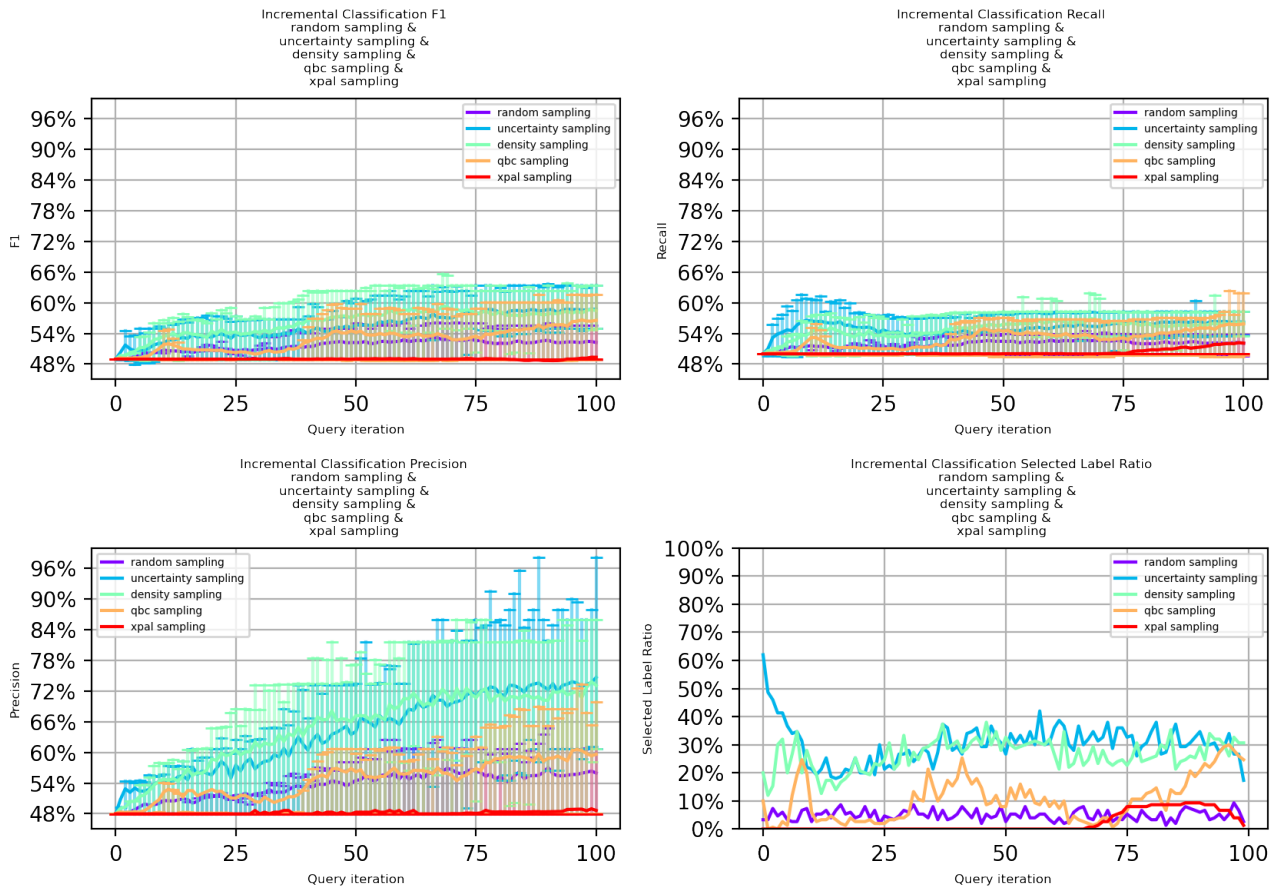 Incremental Classification F1
random sampling &
uncertainty sampling &
density sampling &
qbc sampling &
xpal sampling
96%
90%
84%
78%
72%
66%
60%
54%
48%
F1
random sampling
uncertainty sampling
density sampling
qbc sampling
xpal sampling
0
25
50
75
100
Query iteration
Incremental Classification Recall
random sampling &
uncertainty sampling &
density sampling &
qbc sampling &
xpal sampling
96%
90%
84%
78%
72%
66%
60%
54%
48%
Recall
random sampling
uncertainty sampling
density sampling
qbc sampling
xpal sampling
0
25
50
75
100
Query iteration
Incremental Classification Precision
random sampling &
uncertainty sampling &
density sampling &
qbc sampling &
xpal sampling
96%
90%
84%
78%
72%
66%
60%
54%
48%
Precision
random sampling
uncertainty sampling
density sampling
qbc sampling
xpal sampling
0
25
50
75
100
Query iteration
Incremental Classification Selected Label Ratio
random sampling &
uncertainty sampling &
density sampling &
qbc sampling &
xpal sampling
100%
90%
80%
70%
60%
50%
40%
30%
20%
10%
0%
Selected Label Ratio
random sampling
uncertainty sampling
density sampling
qbc sampling
xpal sampling
0
25
50
75
100
Query iteration